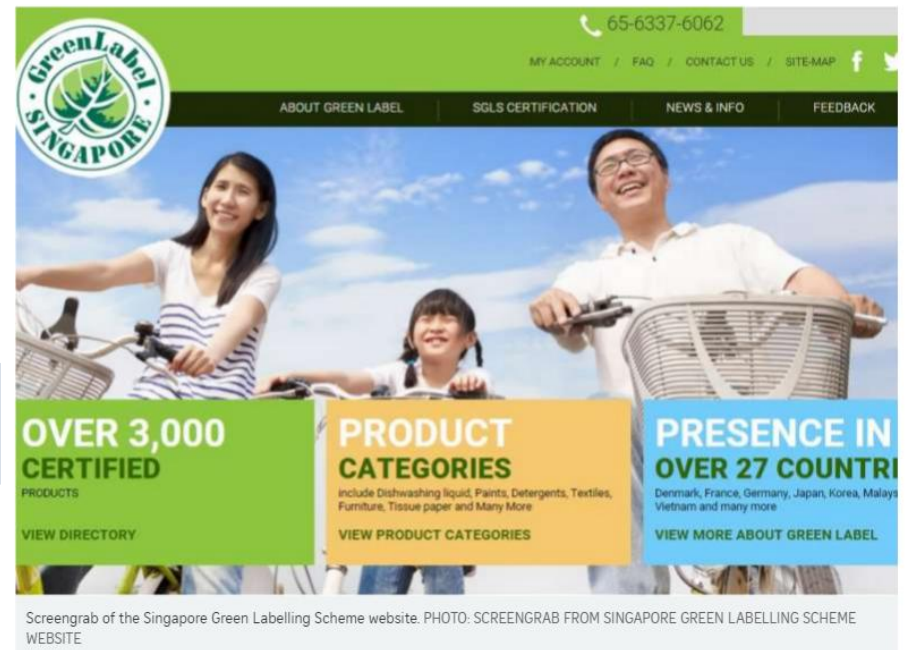 65-6337-6062
MY ACCOUNT / FAQ / CONTACT US / SITE-MAP
GreenLabel
SINGAPORE
ABOUT GREEN LABEL
SGLS CERTIFICATION
NEWS & INFO
FEEDBACK
OVER 3,000
CERTIFIED
PRODUCTS
VIEW DIRECTORY
PRODUCT
CATEGORIES
include Dishwashing liquid, Paints, Detergents, Textiles,
Furniture, Tissue paper and Many More
VIEW PRODUCT CATEGORIES
PRESENCE IN
OVER 27 COUNTRI
Denmark, France, Germany, Japan, Korea, Malays
Vietnam and many more
VIEW MORE ABOUT GREEN LABEL
Screengrab of the Singapore Green Labelling Scheme website. PHOTO: SCREENGRAB FROM SINGAPORE GREEN LABELLING SCHEME
WEBSITE